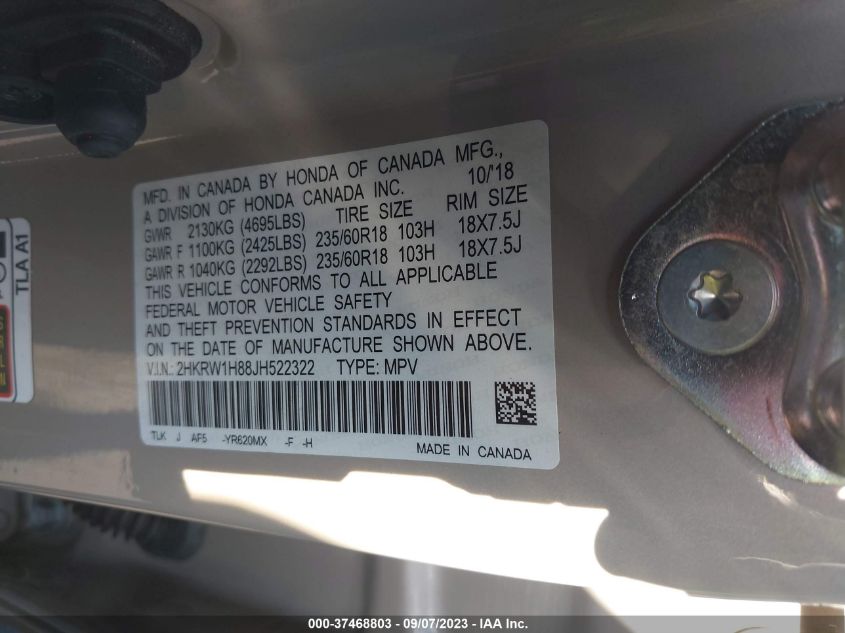 MFD. IN CANADA BY HONDA OF CANADA MFG.,
A DIVISION OF HONDA CANADA INC. 10/'18
GVWR 2130KG (4695LBS) TIRE SIZE RIM SIZE
GAWR F 1100KG (2425LBS) 235/60R18 103H 18X7.5J
GAWR R 1040KG (2292LBS) 235/60R18 103H 18X7.5J
THIS VEHICLE CONFORMS TO ALL APPLICABLE
FEDERAL MOTOR VEHICLE SAFETY
AND THEFT PREVENTION STANDARDS IN EFFECT
ON THE DATE OF MANUFACTURE SHOWN ABOVE.
V.I.N.: 2HKRW1H88JH522322 TYPE: MPV
TLK J AF5 -YR620MX -F -H
MADE IN CANADA
TLA A1
000-37468803 - 09/07/2023 - IAA Inc.